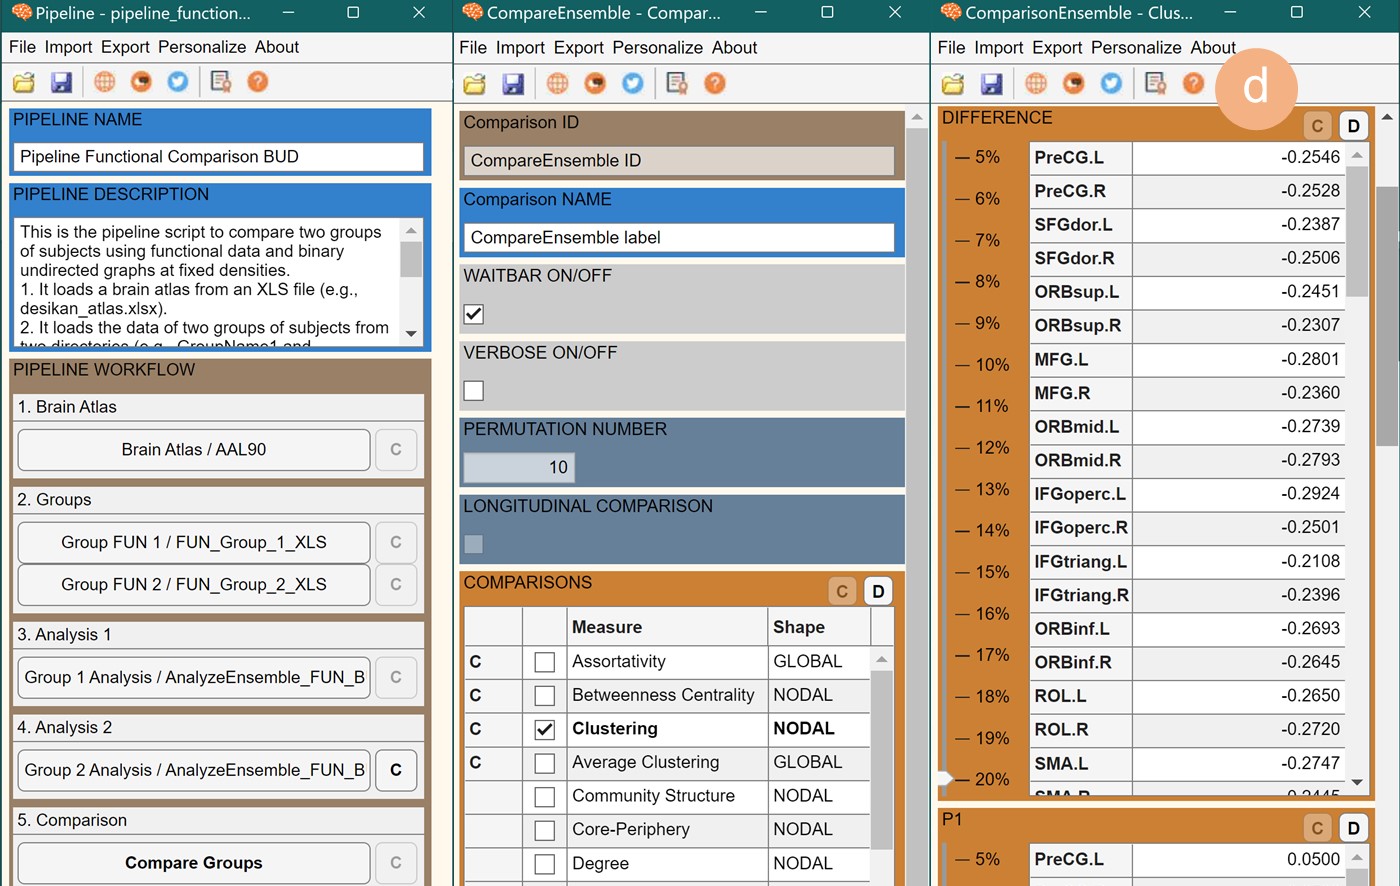 Pipeline - pipeline_function...
File Import Export Personalize About
PIPELINE NAME
Pipeline Functional Comparison BUD
PIPELINE DESCRIPTION
This is the pipeline script to compare two groups
of subjects using functional data and binary
undirected graphs at fixed densities.
1. It loads a brain atlas from an XLS file (e.g.,
desikan_atlas.xlsx).
2. It loads the data of two groups of subjects from
two directories (e.g., GroupName1 and
PIPELINE WORKFLOW
1. Brain Atlas
Brain Atlas / AAL90 C
2. Groups
Group FUN 1 / FUN_Group_1_XLS C
Group FUN 2 / FUN_Group_2_XLS C
3. Analysis 1
Group 1 Analysis / AnalyzeEnsemble_FUN_B C
4. Analysis 2
Group 2 Analysis / AnalyzeEnsemble_FUN_B C
5. Comparison
Compare Groups C
CompareEnsemble - Compar...
File Import Export Personalize About
Comparison ID
CompareEnsemble ID
Comparison NAME
CompareEnsemble label
WAITBAR ON/OFF
VERBOSE ON/OFF
PERMUTATION NUMBER
10
LONGITUDINAL COMPARISON
COMPARISONS C D
Measure Shape
C Assortativity GLOBAL
C Betweenness Centrality NODAL
C Clustering NODAL
C Average Clustering GLOBAL
Community Structure NODAL
Core-Periphery NODAL
Degree NODAL
ComparisonEnsemble - Clus...
File Import Export Personalize About
d
DIFFERENCE C D
5%
6%
7%
8%
9%
10%
11%
12%
13%
14%
15%
16%
17%
18%
19%
20%
PreCG.L -0.2546
PreCG.R -0.2528
SFGdor.L -0.2387
SFGdor.R -0.2506
ORBsup.L -0.2451
ORBsup.R -0.2307
MFG.L -0.2801
MFG.R -0.2360
ORBmid.L -0.2739
ORBmid.R -0.2793
IFGoperc.L -0.2924
IFGoperc.R -0.2501
IFGtriang.L -0.2108
IFGtriang.R -0.2396
ORBinf.L -0.2693
ORBinf.R -0.2645
ROL.L -0.2650
ROL.R -0.2720
SMA.L -0.2747
SMA.R -0.2445
P1 C D
5% PreCG.L 0.0500